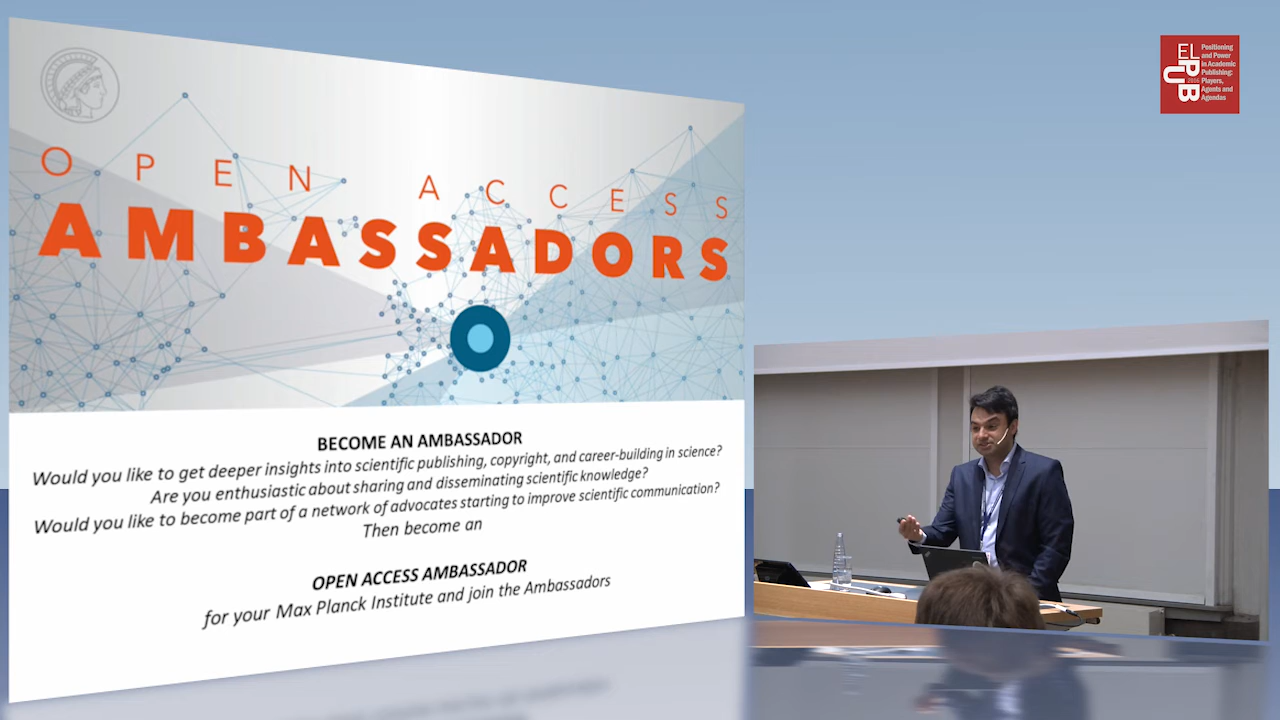 OPEN ACCESS
AMBASSADORS
BECOME AN AMBASSADOR
Would you like to get deeper insights into scientific publishing, copyright, and career-building in science?
Are you enthusiastic about sharing and disseminating scientific knowledge?
Would you like to become part of a network of advocates starting to improve scientific communication?
Then become an
OPEN ACCESS AMBASSADOR
for your Max Planck Institute and join the Ambassadors
EL
PUB
2016
Positioning
and Power
in Academic
Publishing:
Players,
Agents and
Agendas